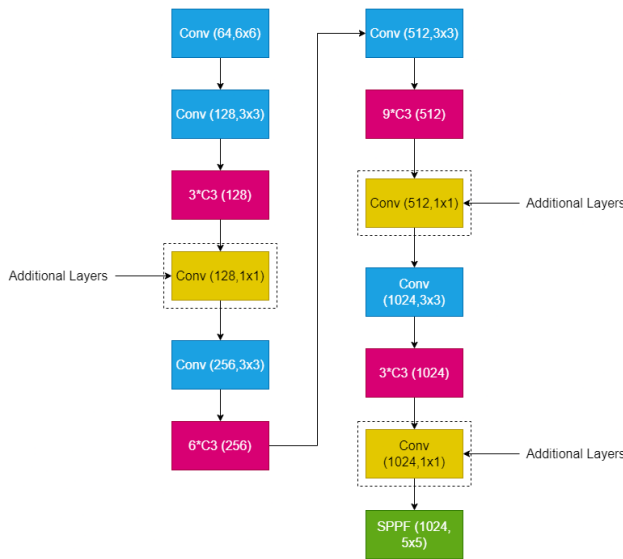 Conv (64,6x6)
Conv (128,3x3)
3*C3 (128)
Additional Layers
Conv (128,1x1)
Conv (256,3x3)
6*C3 (256)
Conv (512,3x3)
9*C3 (512)
Conv (512,1x1)
Additional Layers
Conv
(1024,3x3)
3*C3 (1024)
Conv
(1024,1x1)
Additional Layers
SPPF (1024,
5x5)